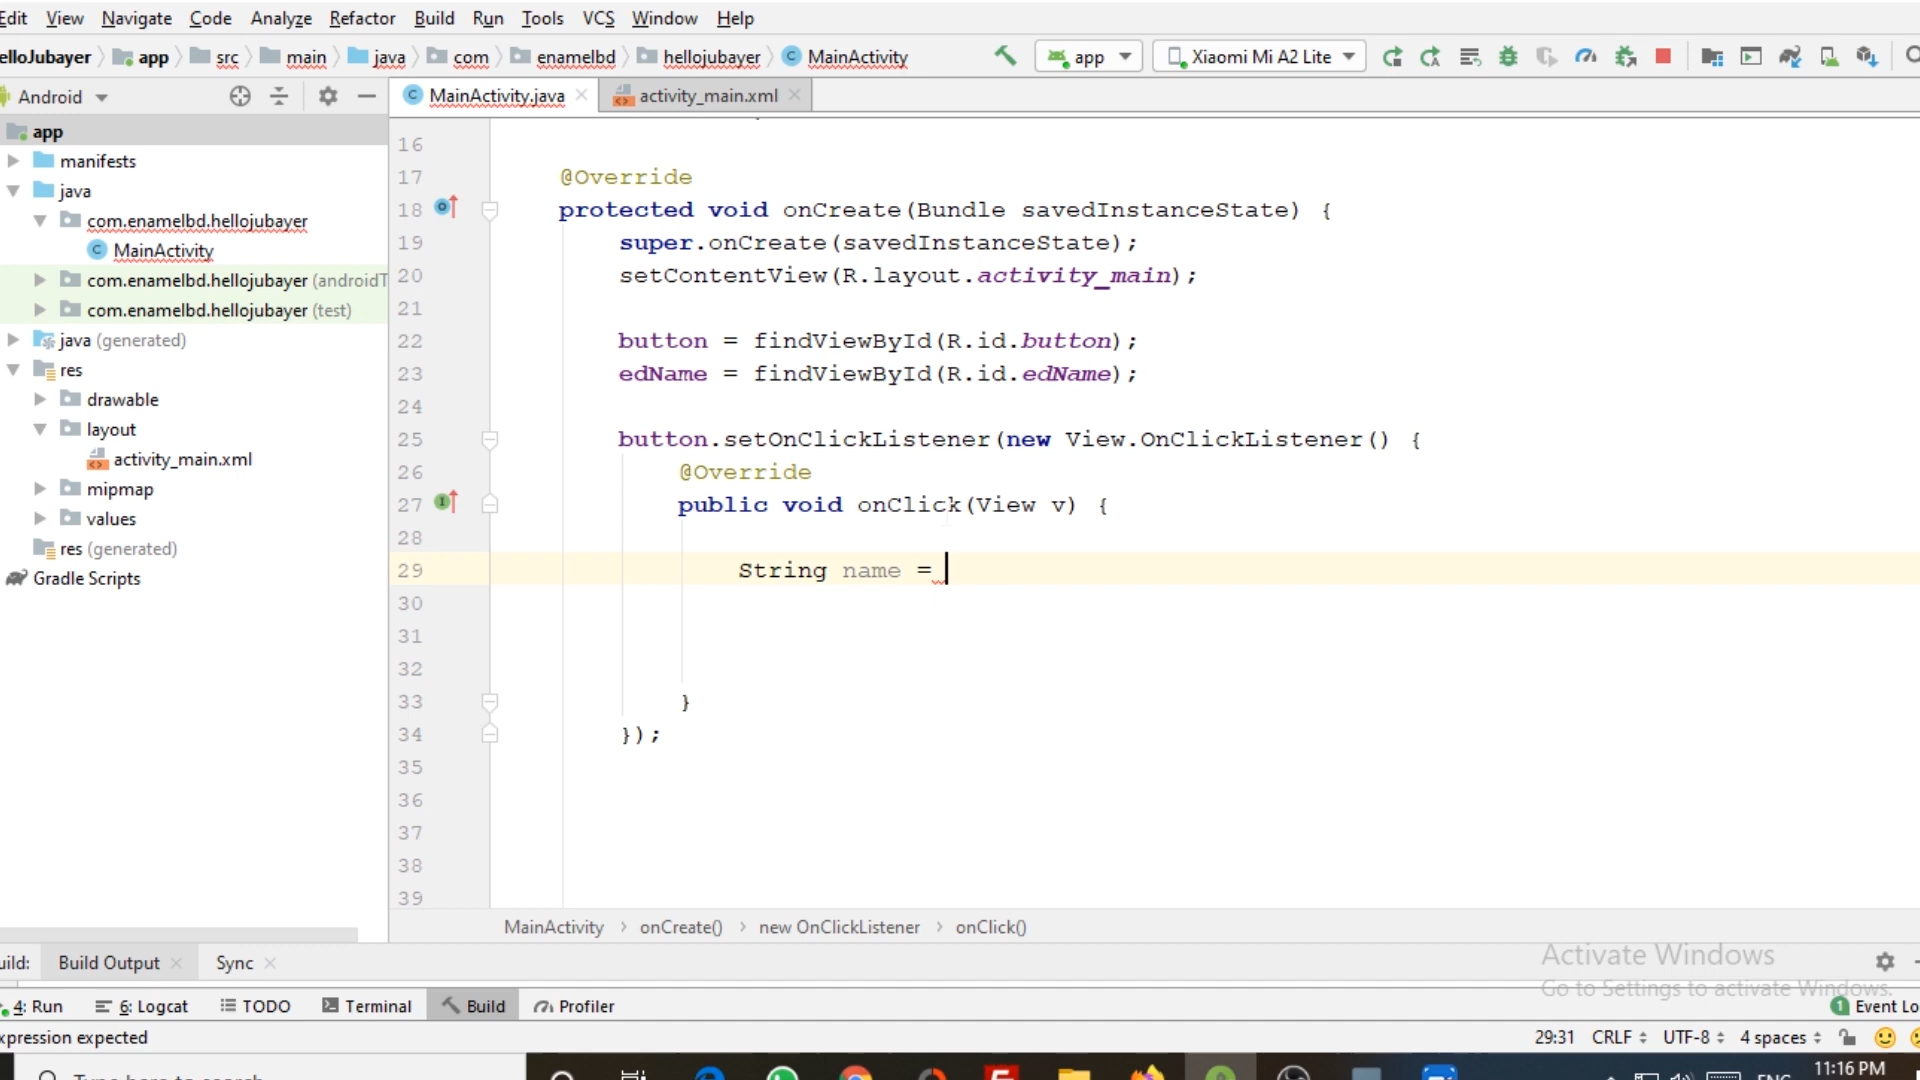 Edit View Navigate Code Analyze Refactor Build Run Tools VCS Window Help
elloJubayer app src main java com enamelbd hellojubayer MainActivity app Xiaomi Mi A2 Lite
Android MainActivity.java activity_main.xml
app
manifests
java
com.enamelbd.hellojubayer
MainActivity
com.enamelbd.hellojubayer (androidT
com.enamelbd.hellojubayer (test)
java (generated)
res
drawable
layout
activity_main.xml
mipmap
values
res (generated)
Gradle Scripts
16
17 @Override
18 protected void onCreate(Bundle savedInstanceState) {
19 super.onCreate(savedInstanceState);
20 setContentView(R.layout.activity_main);
21
22 button = findViewById(R.id.button);
23 edName = findViewById(R.id.edName);
24
25 button.setOnClickListener(new View.OnClickListener() {
26 @Override
27 public void onClick(View v) {
28
29 String name =
30
31
32
33 }
34 });
35
36
37
38
39
MainActivity › onCreate() › new OnClickListener › onClick()
uild: Build Output Sync
Activate Windows
Go to Settings to activate Windows.
4: Run 6: Logcat TODO Terminal Build Profiler 1 Event Lo
xpression expected 29:31 CRLF UTF-8 4 spaces
Type here to search ENG 11:16 PM